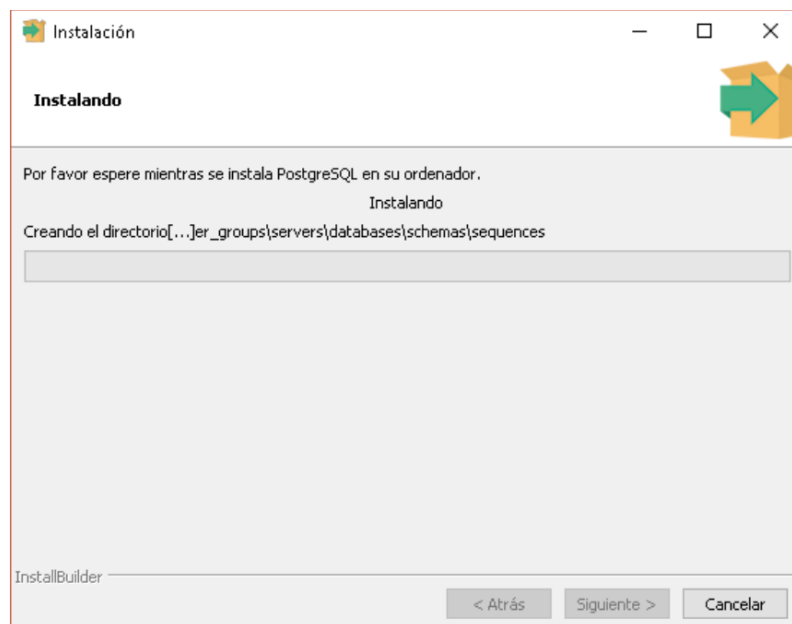 Instalación
Instalando
Por favor espere mientras se instala PostgreSQL en su ordenador.
Instalando
Creando el directorio[...]er_groups\servers\databases\schemas\sequences
InstallBuilder
< Atrás
Siguiente >
Cancelar